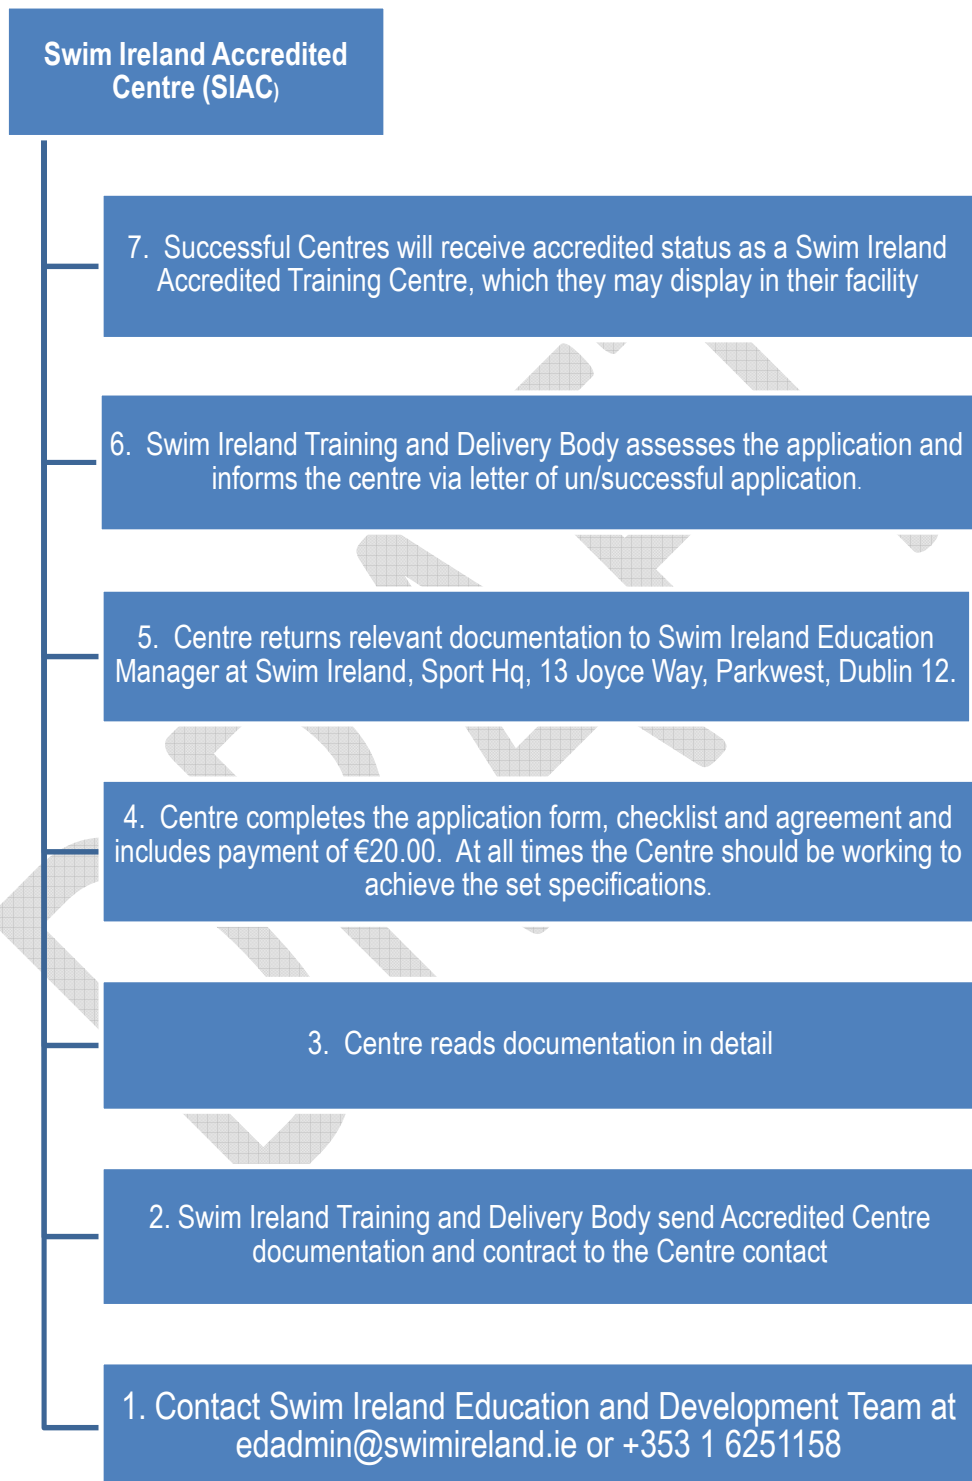 Swim Ireland Accredited
Centre (SIAC)
7. Successful Centres will receive accredited status as a Swim Ireland
Accredited Training Centre, which they may display in their facility
6. Swim Ireland Training and Delivery Body assesses the application and
informs the centre via letter of un/successful application.
5. Centre returns relevant documentation to Swim Ireland Education
Manager at Swim Ireland, Sport Hq, 13 Joyce Way, Parkwest, Dublin 12.
4. Centre completes the application form, checklist and agreement and
includes payment of €20.00. At all times the Centre should be working to
achieve the set specifications.
3. Centre reads documentation in detail
2. Swim Ireland Training and Delivery Body send Accredited Centre
documentation and contract to the Centre contact
1. Contact Swim Ireland Education and Development Team at
edadmin@swimireland.ie or +353 1 6251158